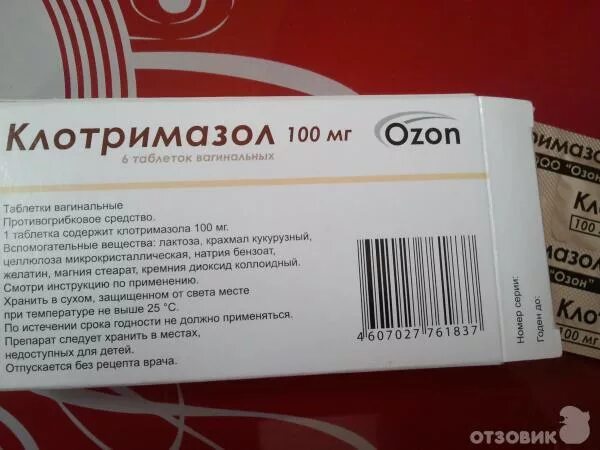 Клотримазол 100 мг
6 таблеток вагинальных
Ozon
Таблетки вагинальные
Противогрибковое средство.
1 таблетка содержит клотримазола 100 мг.
Вспомогательные вещества: лактоза, крахмал кукурузный,
целлюлоза микрокристаллическая, натрия бензоат,
желатин, магния стеарат, кремния диоксид коллоидный.
Смотри инструкцию по применению.
Хранить в сухом, защищенном от света месте
при температуре не выше 25 °С.
По истечении срока годности не должно применяться.
Препарат следует хранить в местах,
недоступных для детей.
Отпускается без рецепта врача.
4 607027 761837
Номер серии:
Годен до:
ООО "Озон"
100 мг
"Озон"
100 мг
ОТЗОВИК